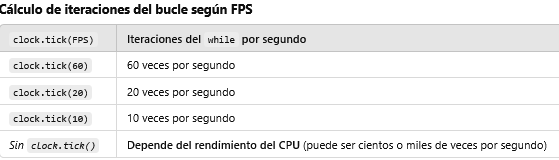 Cálculo de iteraciones del bucle según FPS
clock.tick(FPS) Iteraciones del while por segundo
clock.tick(60) 60 veces por segundo
clock.tick(20) 20 veces por segundo
clock.tick(10) 10 veces por segundo
Sin clock.tick() Depende del rendimiento del CPU (puede ser cientos o miles de veces por segundo)